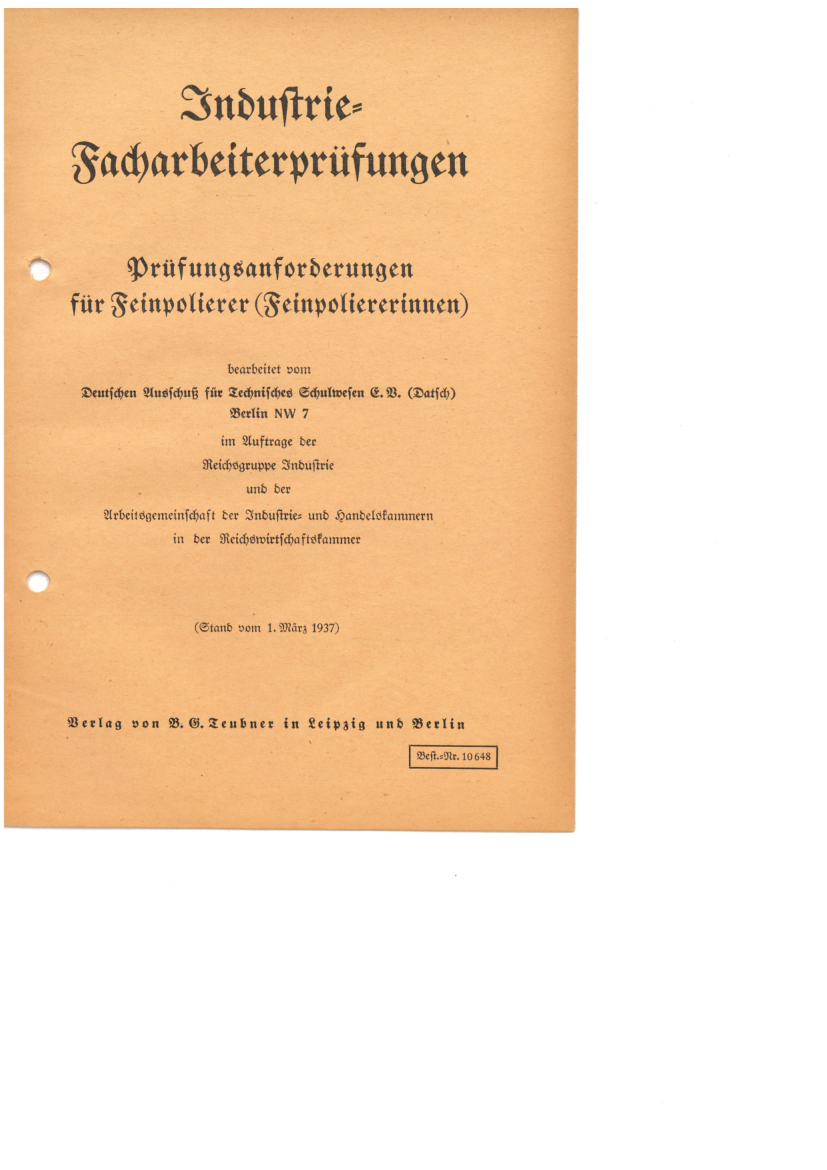 Industrie-
Facharbeiterprüfungen
Prüfungsanforderungen
für Feinpolierer (Feinpoliererinnen)
bearbeitet vom
Deutschen Ausschuß für Technisches Schulwesen E. V. (Datsch)
Berlin NW 7
im Auftrage der
Reichsgruppe Industrie
und der
Arbeitsgemeinschaft der Industrie- und Handelskammern
in der Reichswirtschaftskammer
(Stand vom 1. März 1937)
Verlag von B. G. Teubner in Leipzig und Berlin
Best.-Nr. 10648